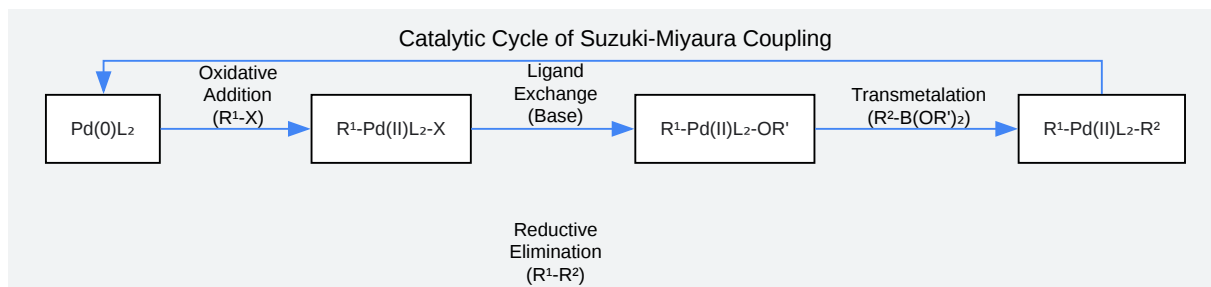 Catalytic Cycle of Suzuki-Miyaura Coupling
Oxidative
Addition
(R¹-X)
Ligand
Exchange
(Base)
Transmetalation
(R²-B(OR')₂)
Pd(0)L₂
R¹-Pd(II)L₂-X
R¹-Pd(II)L₂-OR'
R¹-Pd(II)L₂-R²
Reductive
Elimination
(R¹-R²)